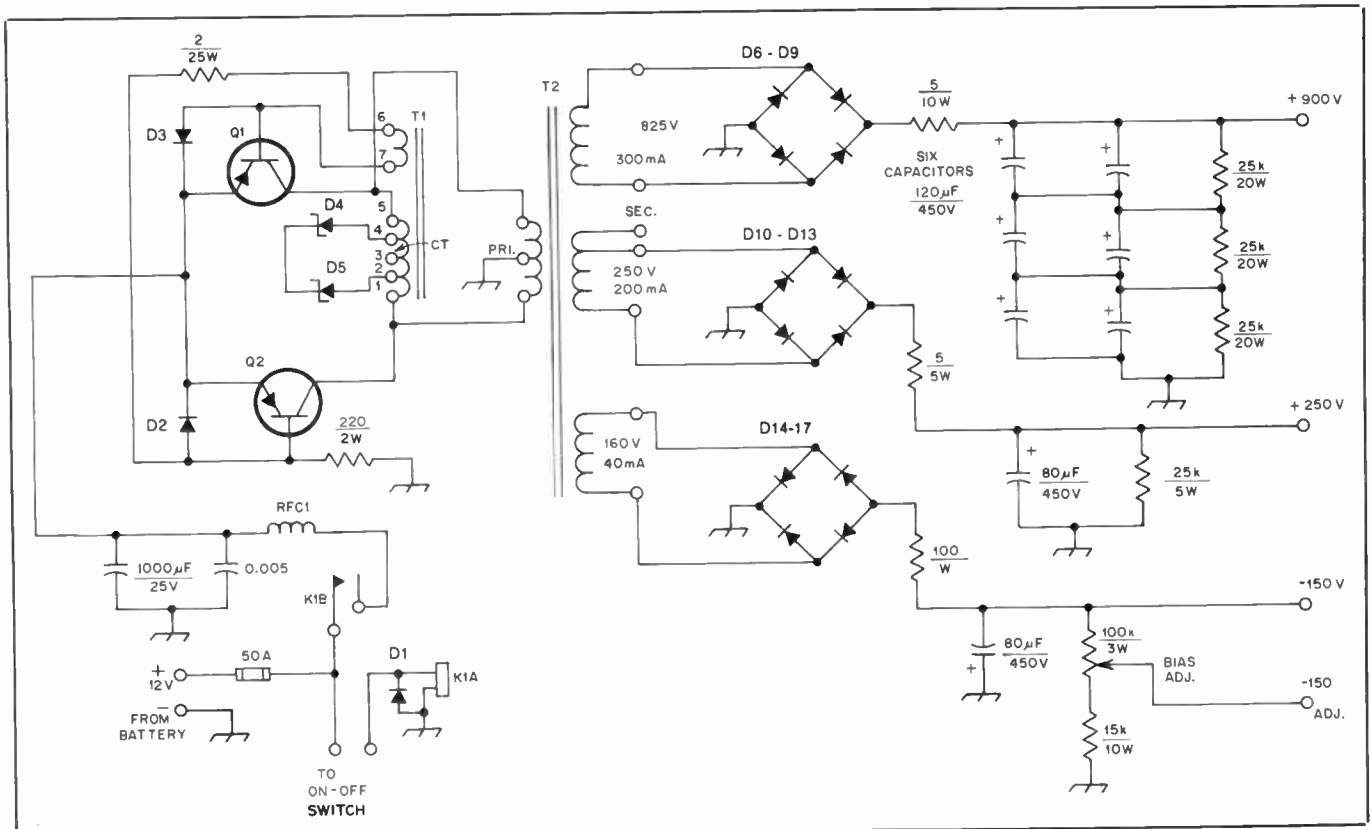 2
25W
D3
Q1
6
T1
7
5
D4
4
CT
3
D5
2
1
Q2
D2
220
2W
RFC1
1000µF
25V
0.005
K1B
50A
+
12V
−
FROM
BATTERY
D1
K1A
TO
ON-OFF
SWITCH
T2
PRI.
825V
300mA
SEC.
250V
200mA
160V
40mA
D6 - D9
5
10W
SIX
CAPACITORS
120µF
450V
+
+
+
+
+
+
25k
20W
25k
20W
25k
20W
+900V
D10 - D13
5
5W
+
80µF
450V
25k
5W
+250V
D14-17
100
W
80µF
450V
+
100k
3W
BIAS
ADJ.
15k
10W
-150V
-150
ADJ.